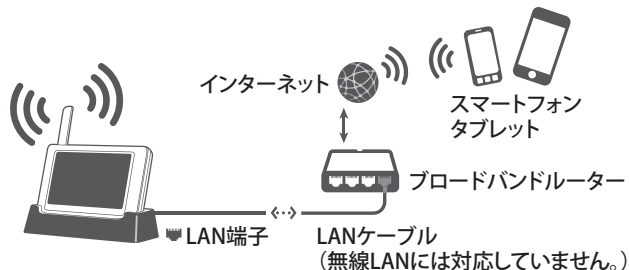 インターネット
スマートフォン
タブレット
ブロードバンドルーター
LAN端子
LANケーブル
(無線LANには対応していません。)